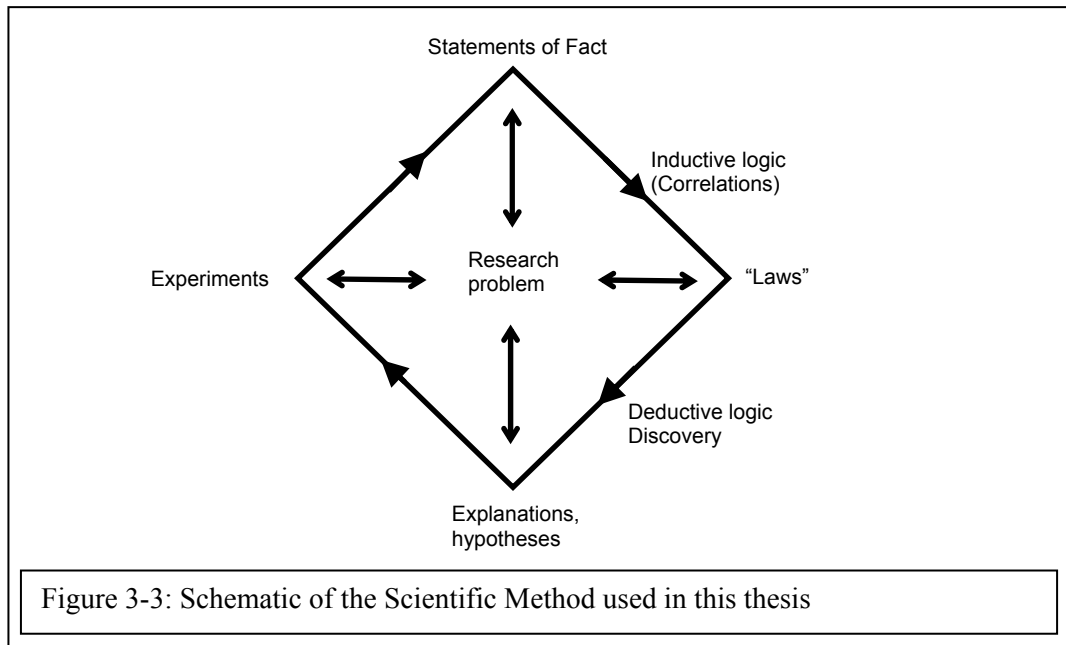 Statements of Fact
Inductive logic
(Correlations)
Experiments
Research
problem
“Laws”
Deductive logic
Discovery
Explanations,
hypotheses
Figure 3-3: Schematic of the Scientific Method used in this thesis